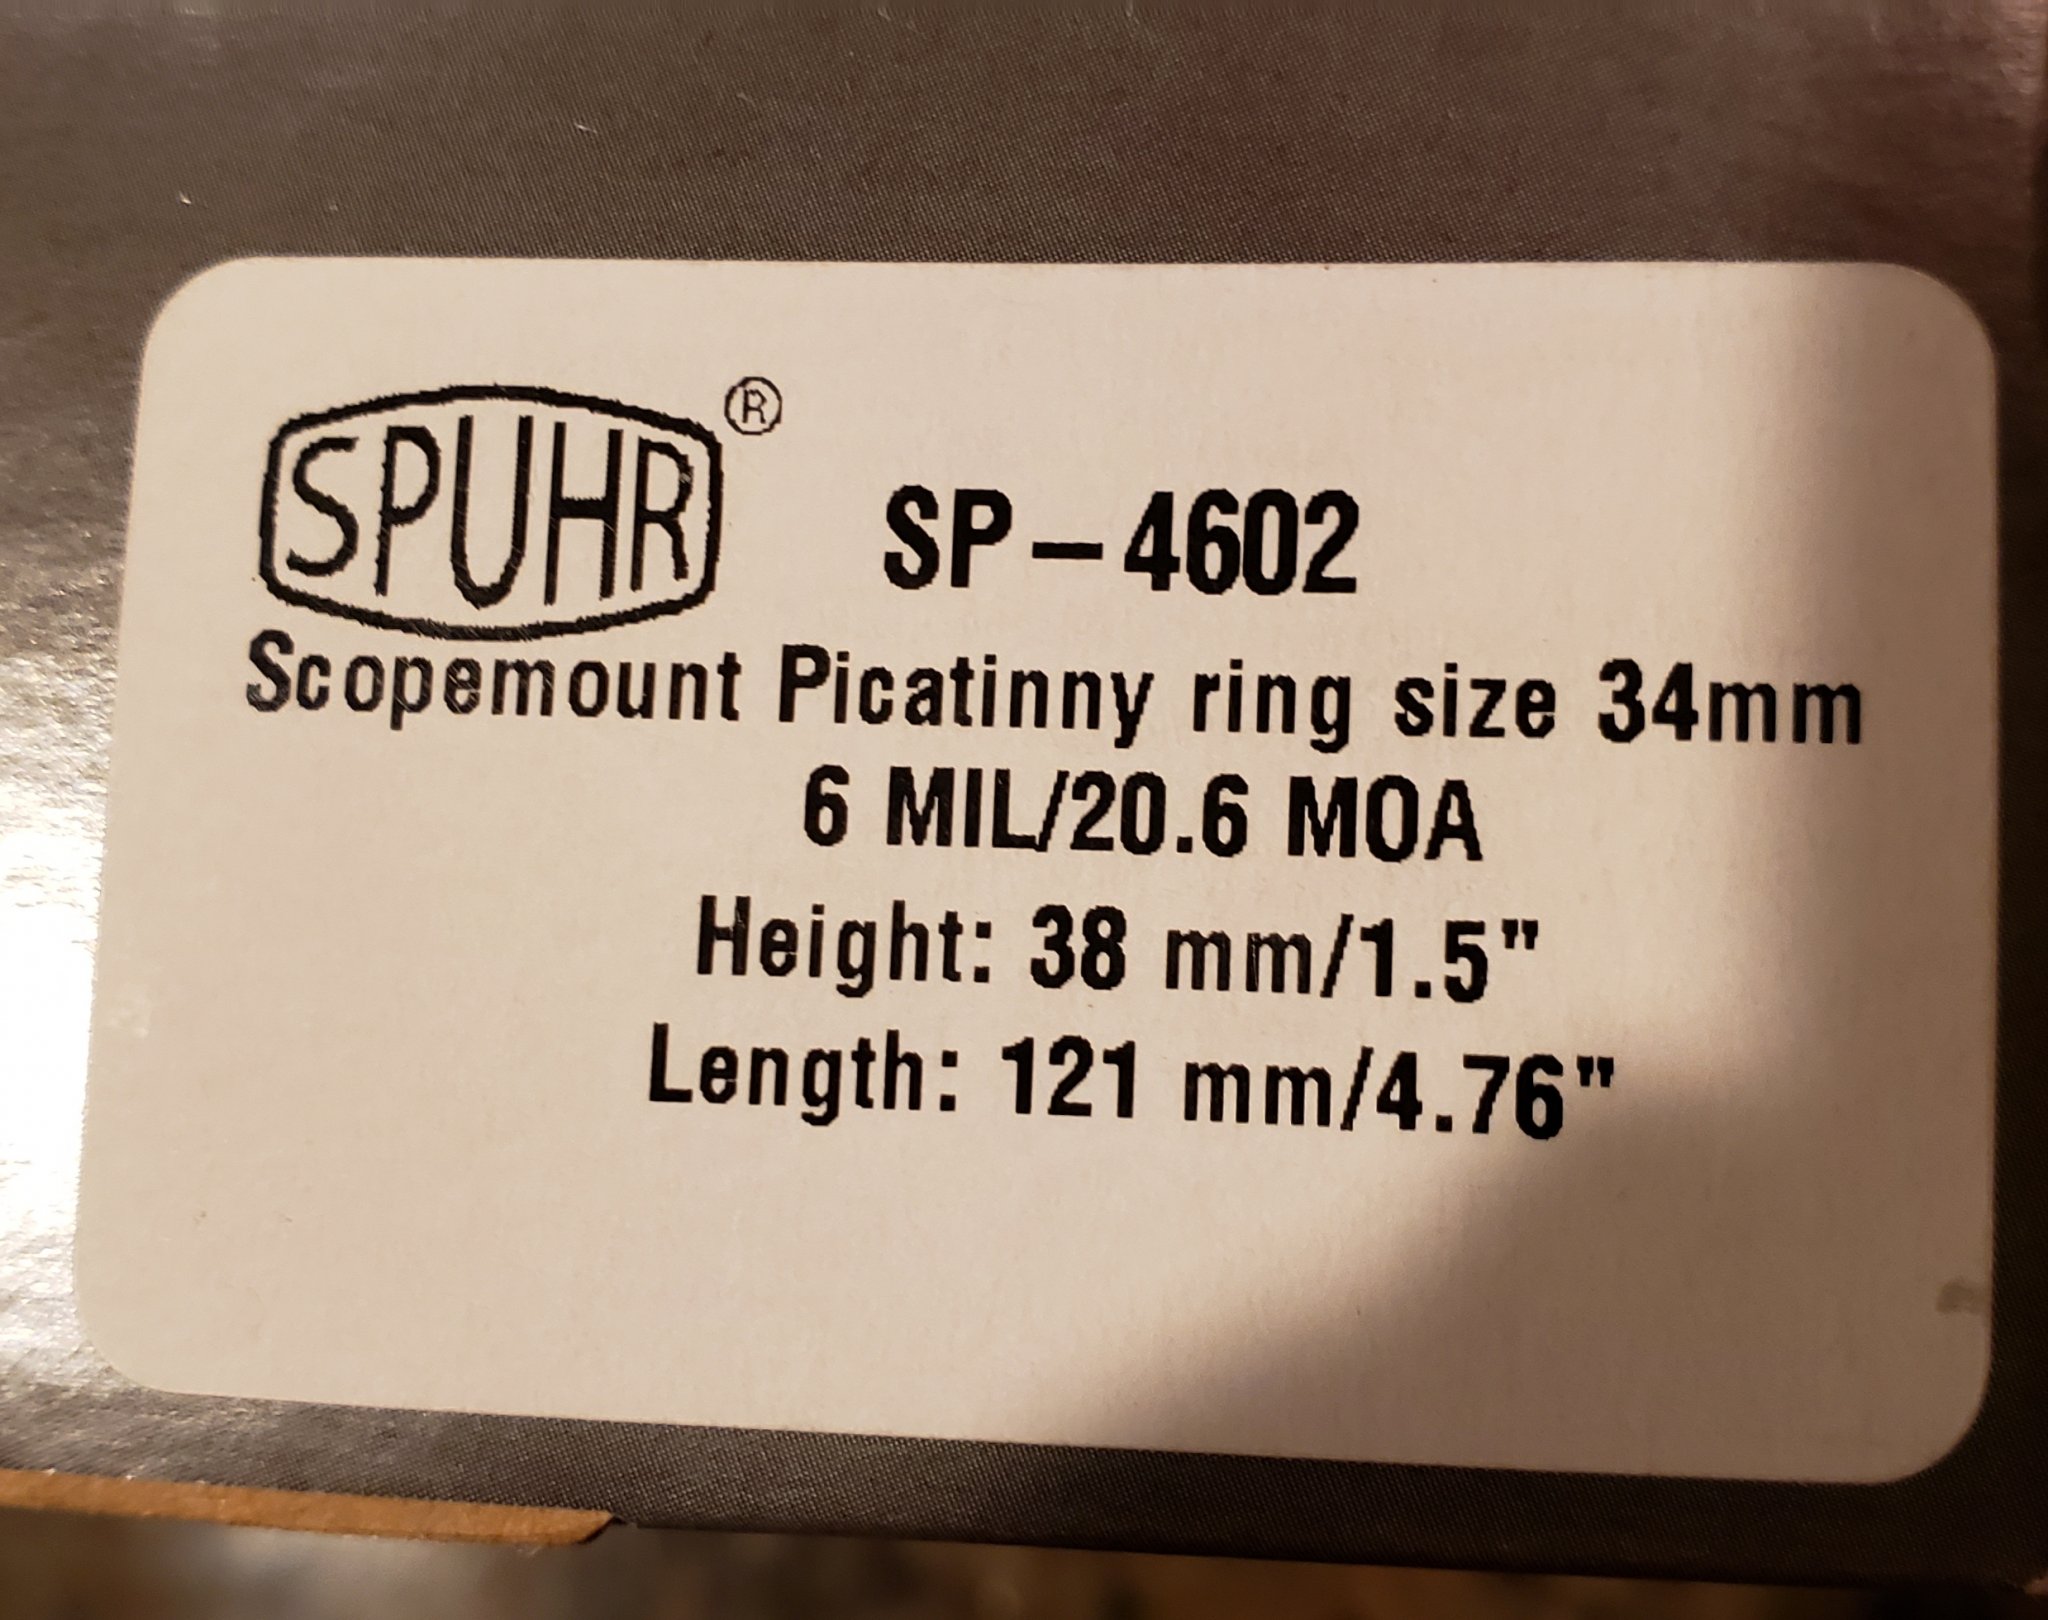 SPUHR® SP-4602
Scopemount Picatinny ring size 34mm
6 MIL/20.6 MOA
Height: 38 mm/1.5"
Length: 121 mm/4.76"